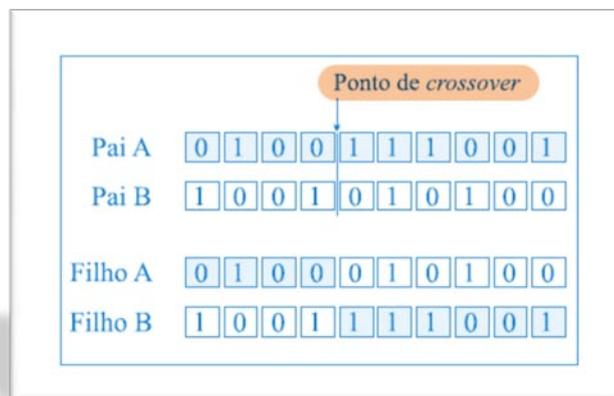 Ponto de crossover
Pai A 0 1 0 0 1 1 1 0 0 1
Pai B 1 0 0 1 0 1 0 1 0 0
Filho A 0 1 0 0 0 1 0 1 0 0
Filho B 1 0 0 1 1 1 1 0 0 1